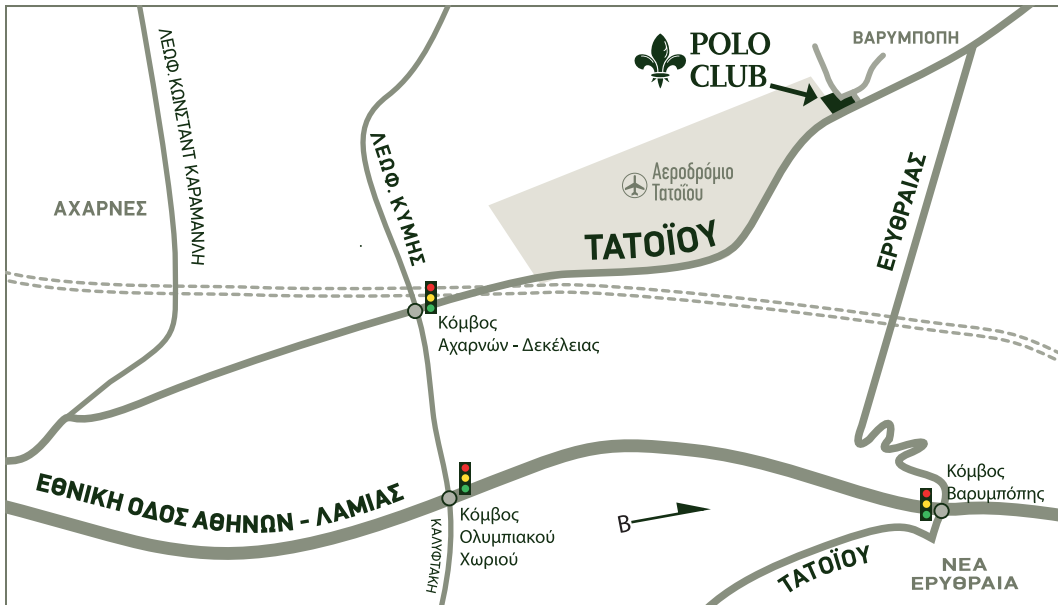 POLO
CLUB
ΒΑΡΥΜΠΟΠΗ
ΛΕΩΦ. ΚΩΝΣΤΑΝΤ ΚΑΡΑΜΑΝΛΗ
ΛΕΩΦ. ΚΥΜΗΣ
Αεροδρόμιο
Τατοΐου
ΑΧΑΡΝΕΣ
ΤΑΤΟΪΟΥ
ΕΡΥΘΡΑΙΑΣ
Κόμβος
Αχαρνών - Δεκέλειας
ΕΘΝΙΚΗ ΟΔΟΣ ΑΘΗΝΩΝ - ΛΑΜΙΑΣ
Κόμβος
Βαρυμπόπης
Κόμβος
Ολυμπιακού
Χωριού
ΚΑΛΥΦΤΑΚΗ
Β
ΤΑΤΟΪΟΥ
ΝΕΑ
ΕΡΥΘΡΑΙΑ